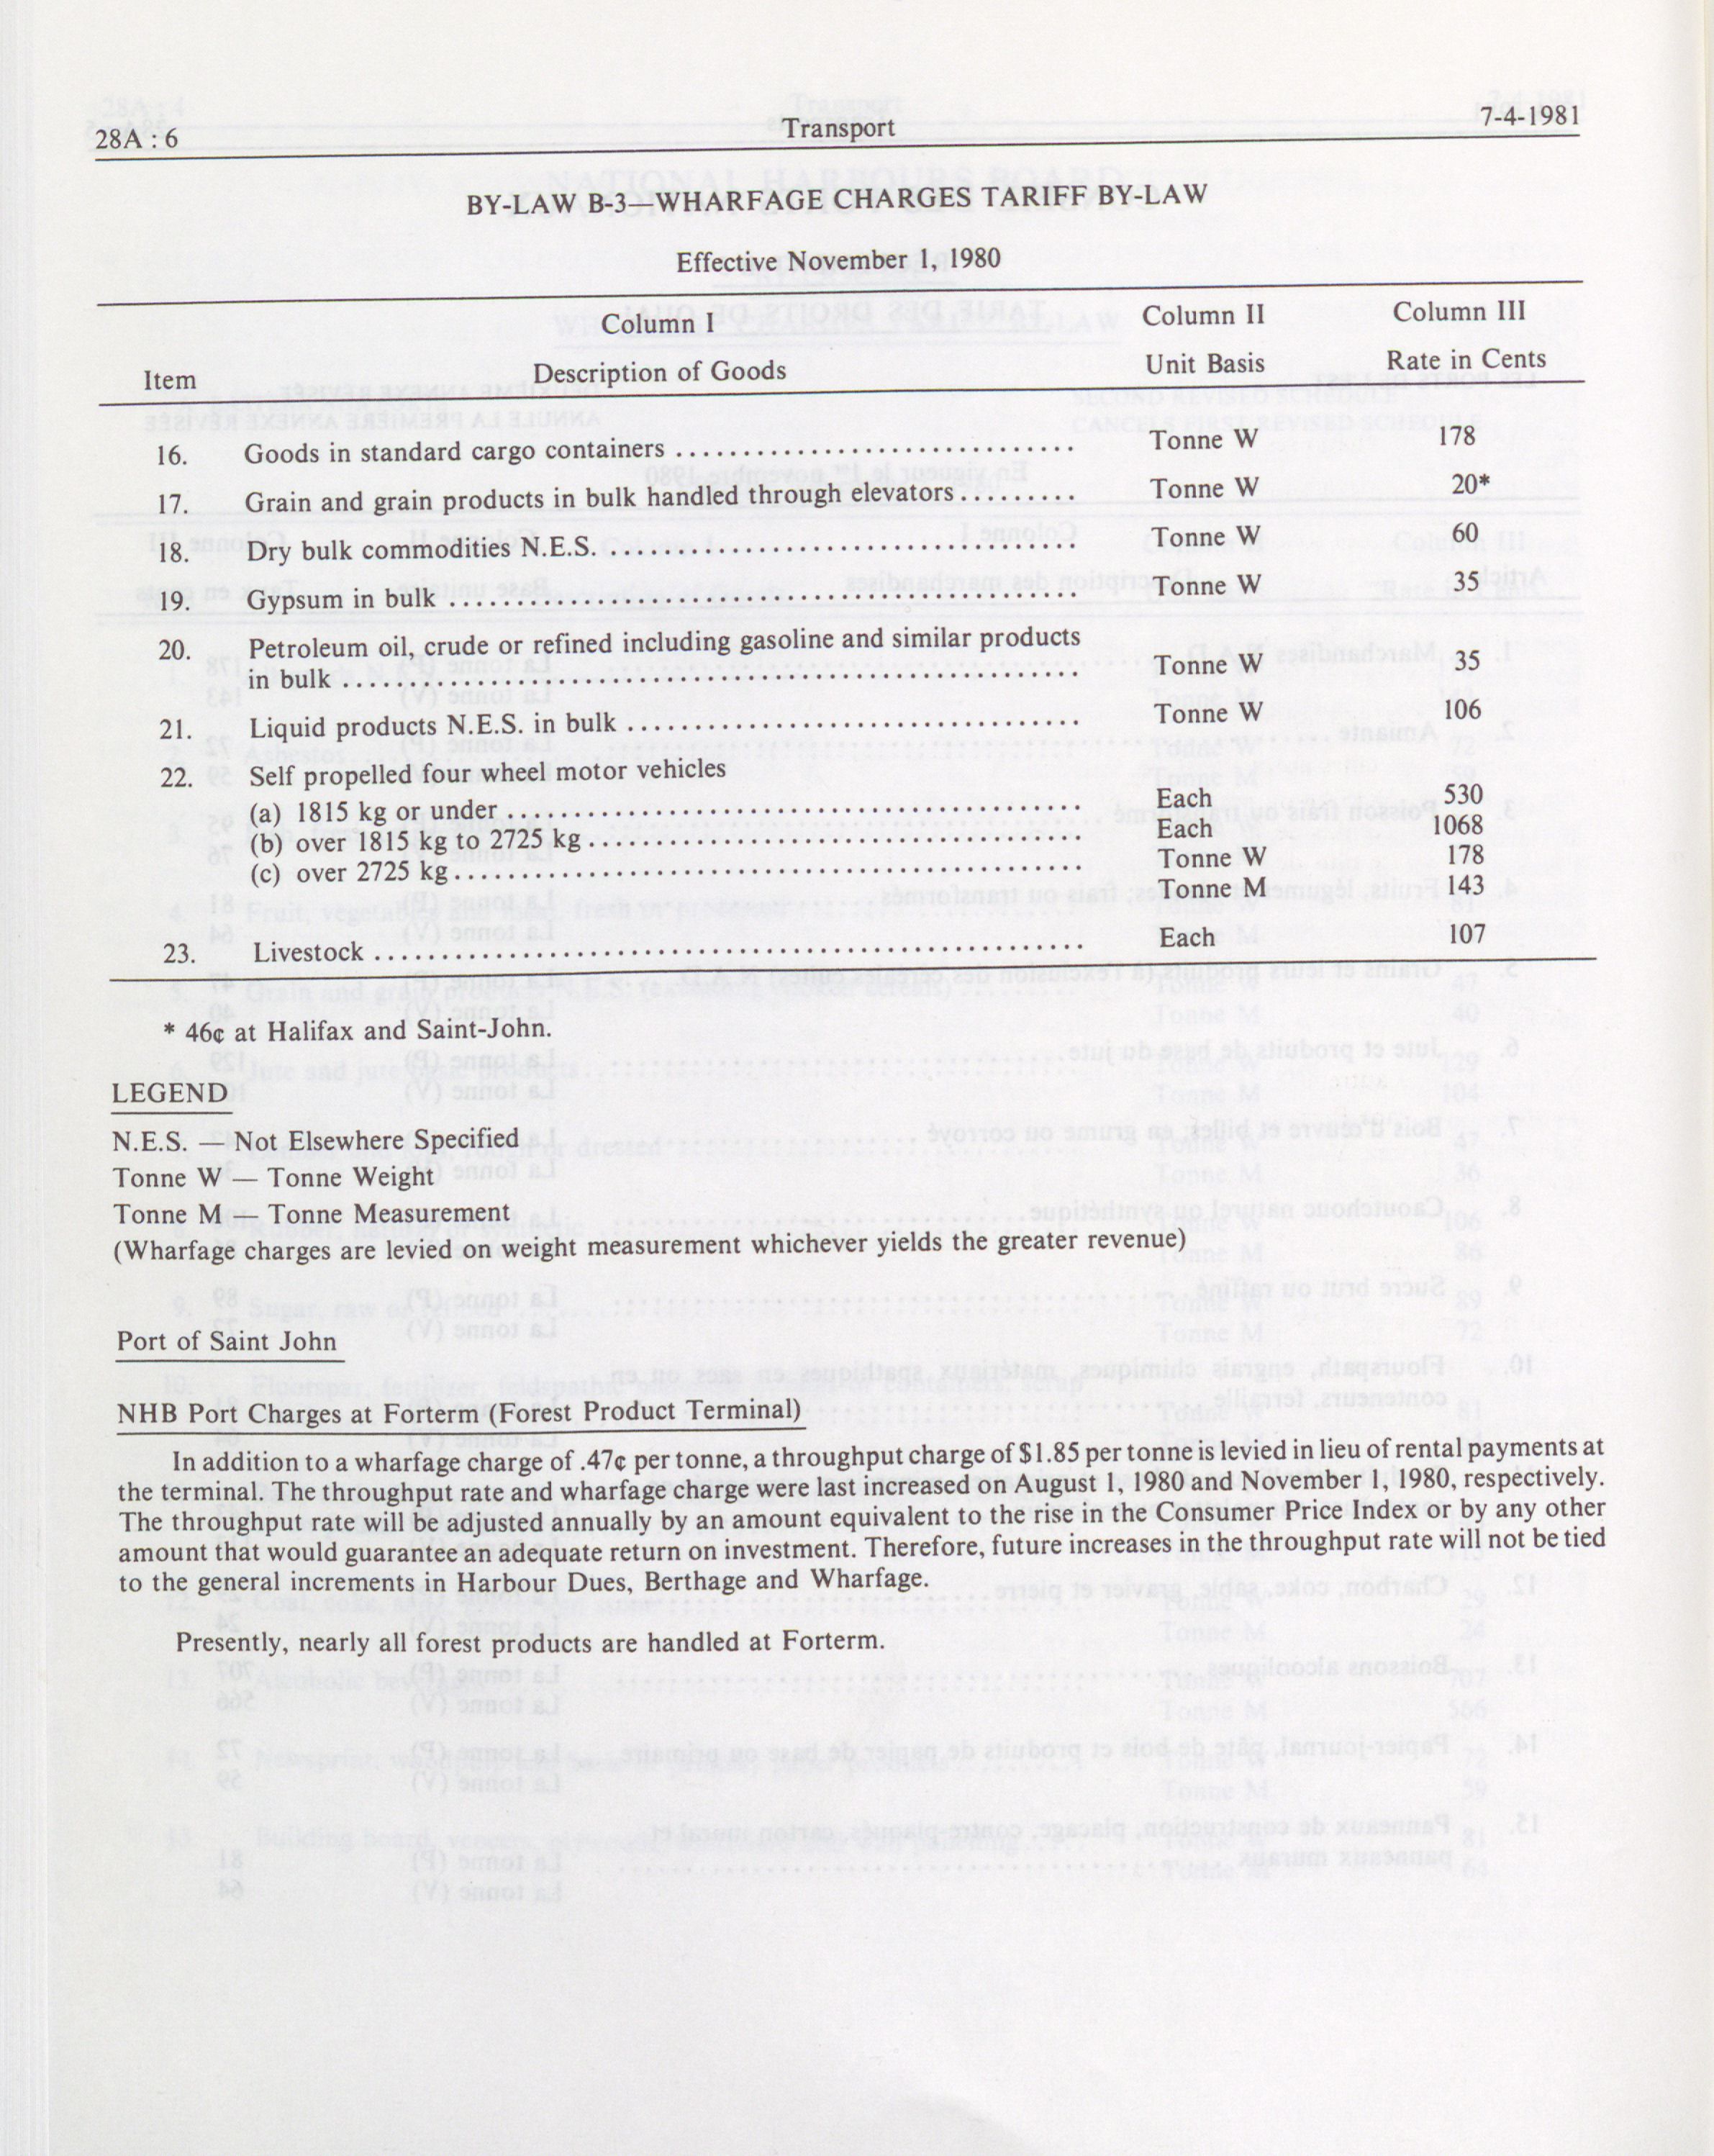 28A : 6 Transport 7-4-1981
BY-LAW B-3—WHARFAGE CHARGES TARIFF BY-LAW
Effective November 1, 1980
Column I Column II Column III
Item Description of Goods Unit Basis Rate in Cents
16. Goods in standard cargo containers Tonne W 178
17. Grain and grain products in bulk handled through elevators Tonne W 20*
18. Dry bulk commodities N.E.S. Tonne W 60
19. Gypsum in bulk Tonne W 35
20. Petroleum oil, crude or refined including gasoline and similar products
in bulk Tonne W 35
21. Liquid products N.E.S. in bulk Tonne W 106
22. Self propelled four wheel motor vehicles
(a) 1815 kg or under Each 530
(b) over 1815 kg to 2725 kg Each 1068
(c) over 2725 kg Tonne W 178
Tonne M 143
23. Livestock Each 107
* 46¢ at Halifax and Saint-John.
LEGEND
N.E.S. — Not Elsewhere Specified
Tonne W — Tonne Weight
Tonne M — Tonne Measurement
(Wharfage charges are levied on weight measurement whichever yields the greater revenue)
Port of Saint John
NHB Port Charges at Forterm (Forest Product Terminal)
In addition to a wharfage charge of .47¢ per tonne, a throughput charge of $1.85 per tonne is levied in lieu of rental payments at
the terminal. The throughput rate and wharfage charge were last increased on August 1, 1980 and November 1, 1980, respectively.
The throughput rate will be adjusted annually by an amount equivalent to the rise in the Consumer Price Index or by any other
amount that would guarantee an adequate return on investment. Therefore, future increases in the throughput rate will not be tied
to the general increments in Harbour Dues, Berthage and Wharfage.
Presently, nearly all forest products are handled at Forterm.